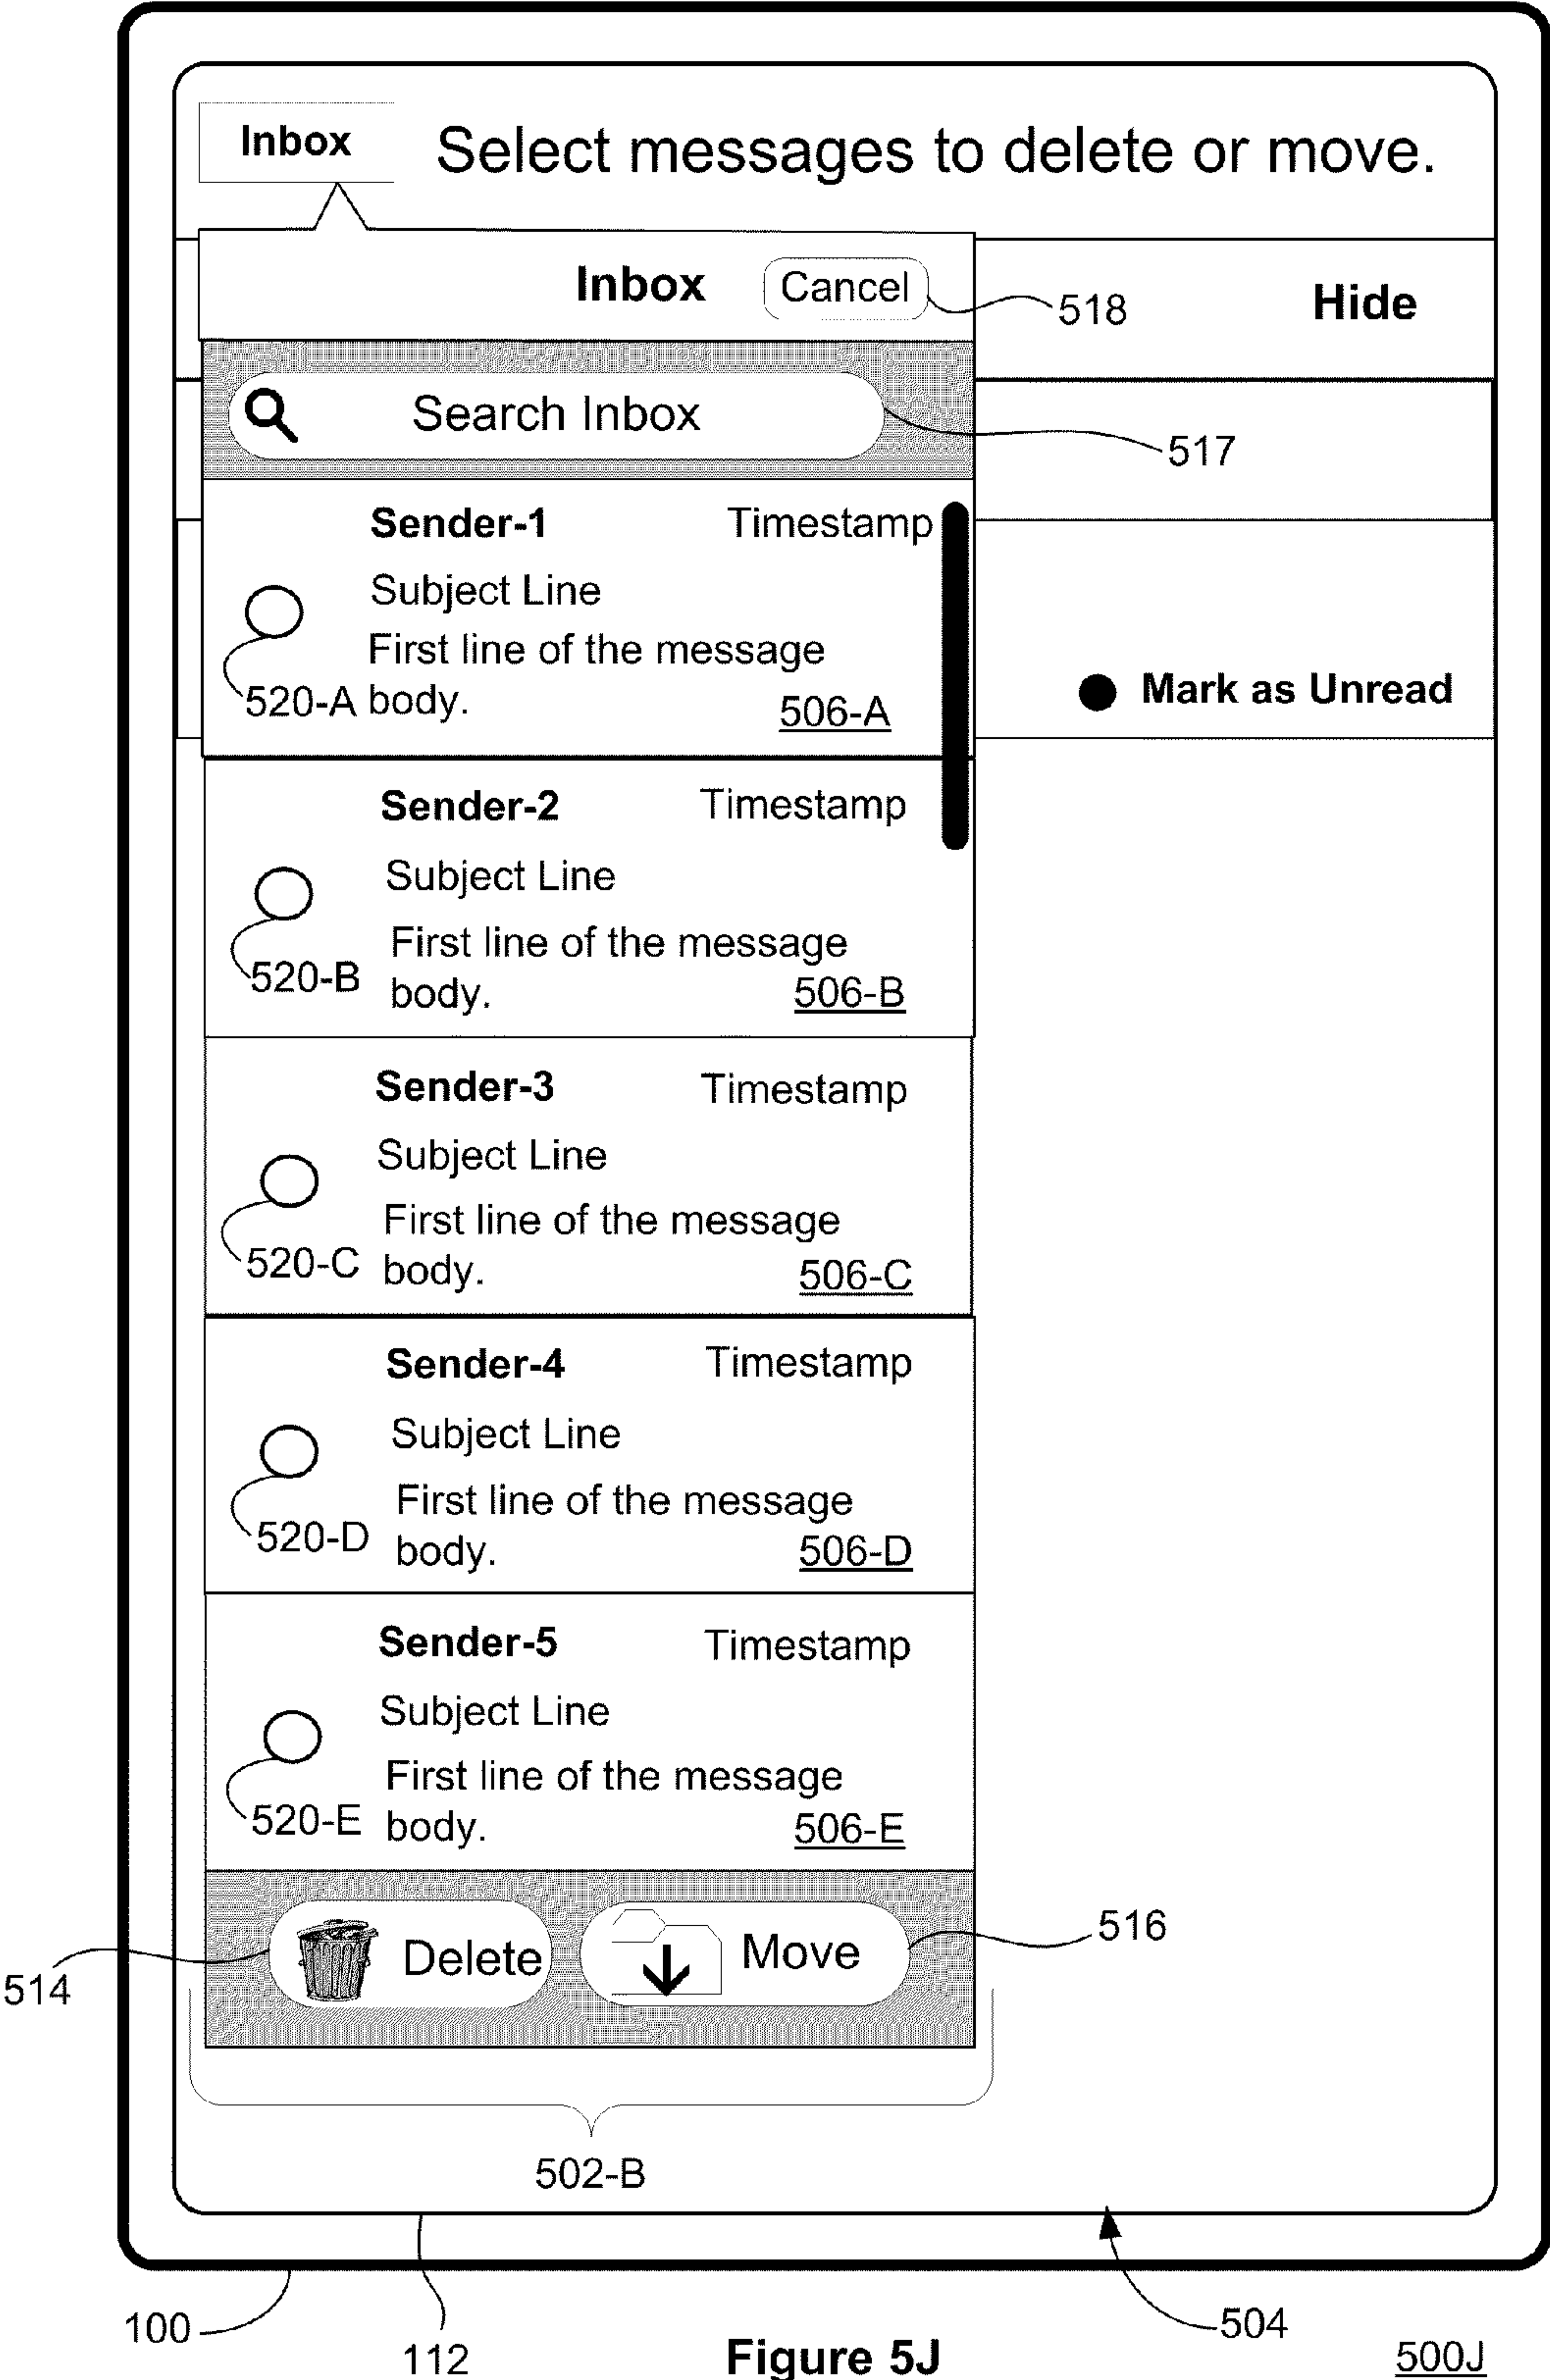 Inbox
Select messages to delete or move.
Inbox
Cancel
518
Hide
Search Inbox
517
Sender-1
Timestamp
Subject Line
First line of the message
520-A
body.
506-A
Mark as Unread
Sender-2
Timestamp
Subject Line
First line of the message
520-B
body.
506-B
Sender-3
Timestamp
Subject Line
First line of the message
520-C
body.
506-C
Sender-4
Timestamp
Subject Line
First line of the message
520-D
body.
506-D
Sender-5
Timestamp
Subject Line
First line of the message
520-E
body.
506-E
514
Delete
Move
516
502-B
100
112
504
Figure 5J
500J